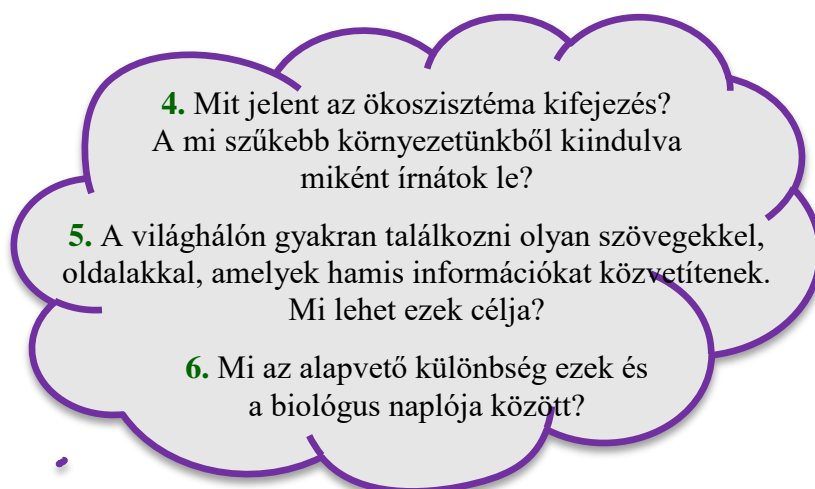 4. Mit jelent az ökoszisztéma kifejezés?
A mi szűkebb környezetünkből kiindulva
miként írnátok le?
5. A világhálón gyakran találkozni olyan szövegekkel,
oldalakkal, amelyek hamis információkat közvetítenek.
Mi lehet ezek célja?
6. Mi az alapvető különbség ezek és
a biológus naplója között?